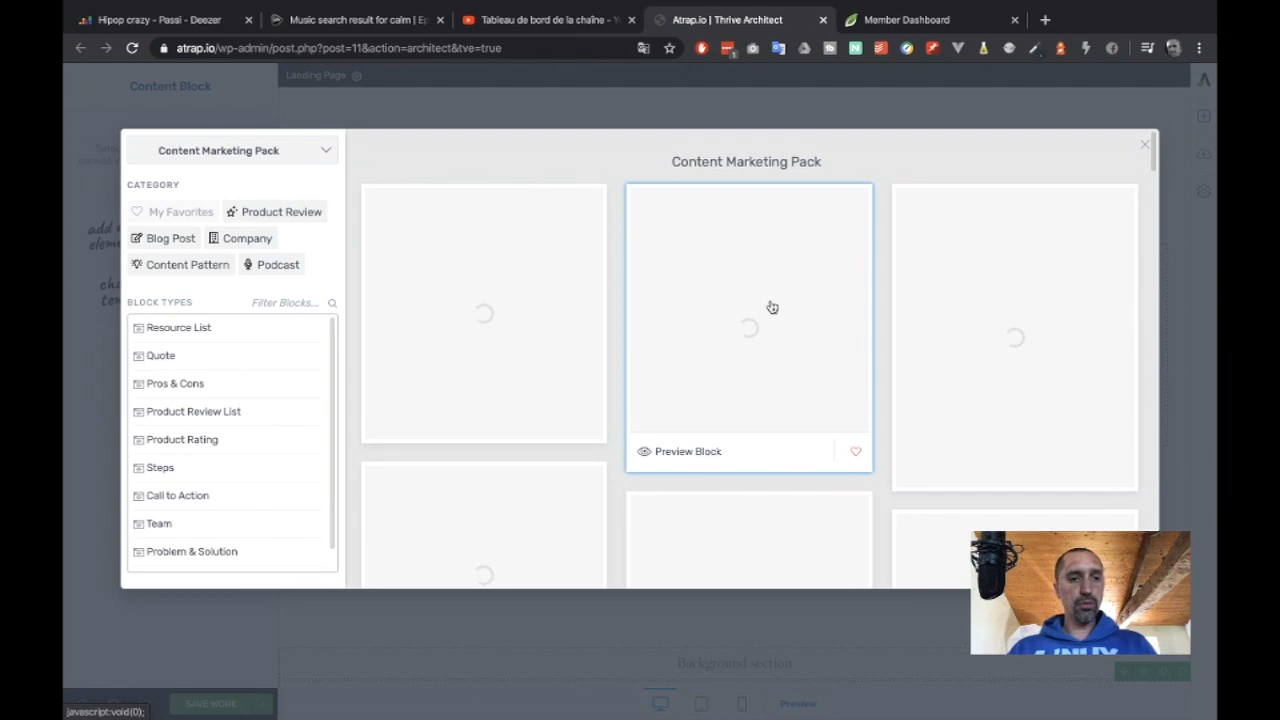 Hipop crazy - Passi - Deezer
Music search result for calm | Ep
Tableau de bord de la chaîne - Y
Atrap.io | Thrive Architect
Member Dashboard
atrap.io/wp-admin/post.php?post=11&action=architect&tve=true
Content Block
Landing Page
Content Marketing Pack
CATEGORY
My Favorites
Product Review
Blog Post
Company
Content Pattern
Podcast
BLOCK TYPES
Filter Blocks...
Resource List
Quote
Pros & Cons
Product Review List
Product Rating
Steps
Call to Action
Team
Problem & Solution
Content Marketing Pack
Preview Block
Background section
SAVE WORK
Preview
javascript:void(0);